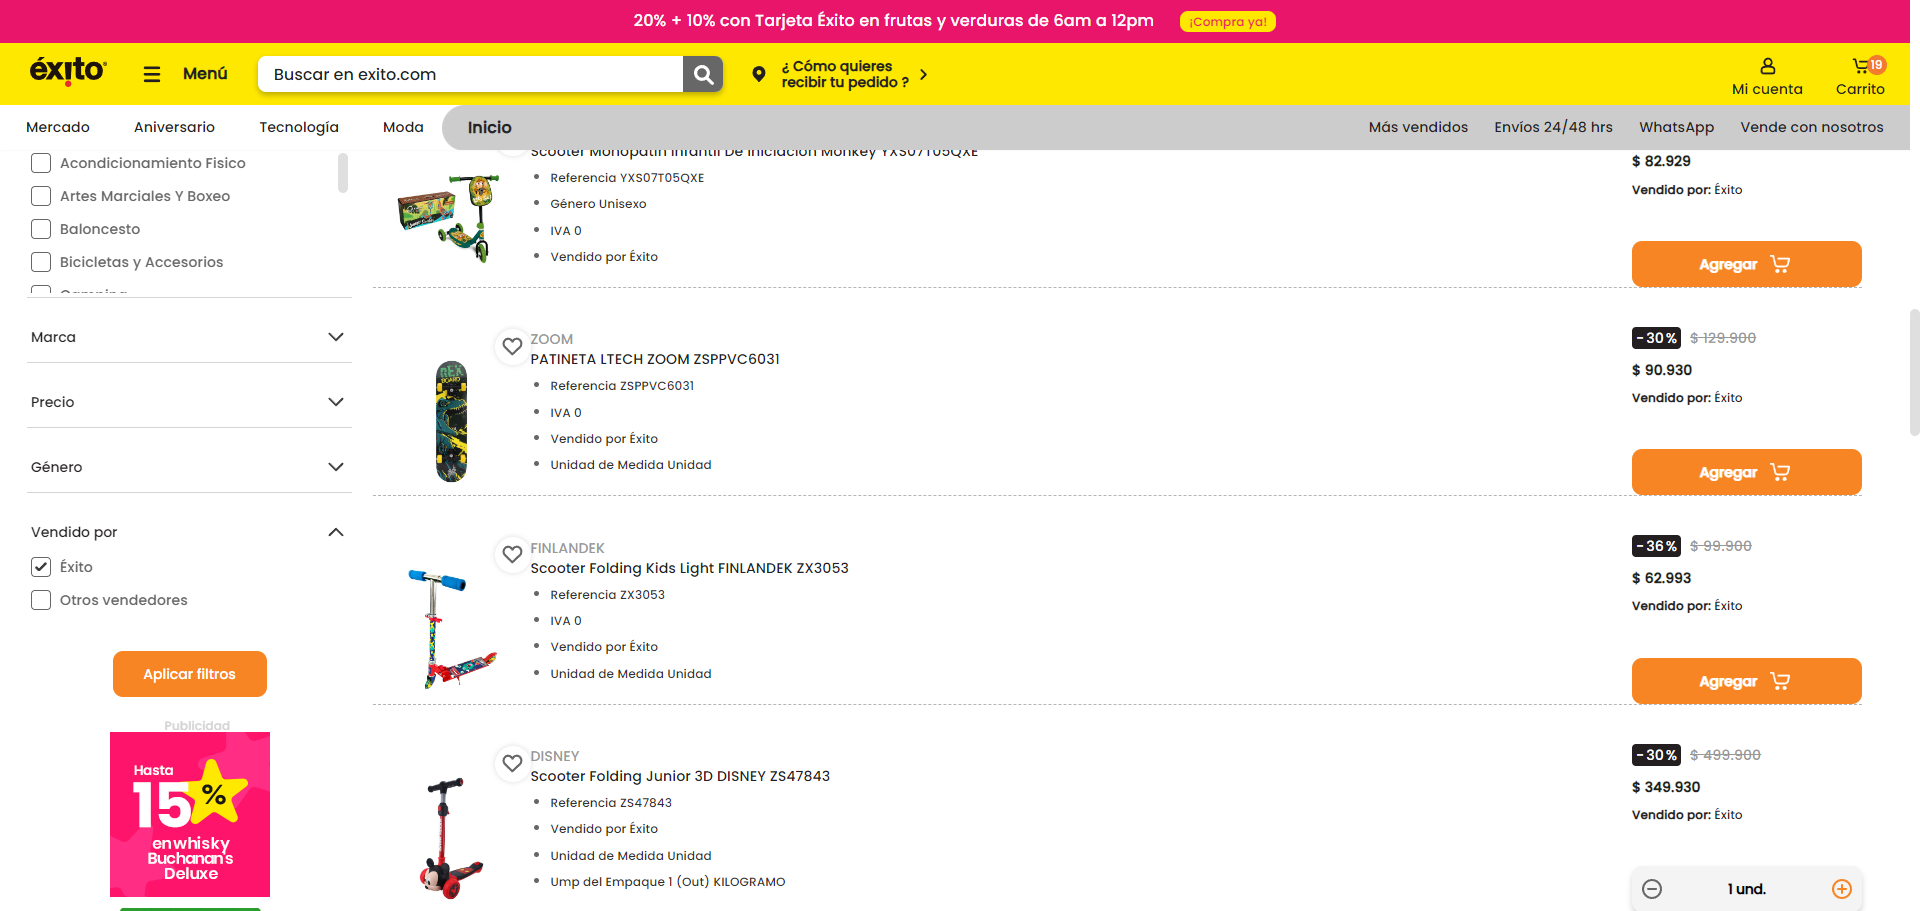 20% + 10% con Tarjeta Éxito en frutas y verduras de 6am a 12pm
¡Compra ya!
éxito
Menú
Buscar en exito.com
¿ Cómo quieres
recibir tu pedido ?
Mi cuenta
19
Carrito
Mercado
Aniversario
Tecnología
Moda
Inicio
Más vendidos
Envíos 24/48 hrs
WhatsApp
Vende con nosotros
Acondicionamiento Fisico
Artes Marciales Y Boxeo
Baloncesto
Bicicletas y Accesorios
Camping
Marca
Precio
Género
Vendido por
Éxito
Otros vendedores
Aplicar filtros
Publicidad
Hasta
15%
en whisky
Buchanan's
Deluxe
Scooter Monopatin Infantil De Iniciacion Monkey YXS07T05QXE
Referencia YXS07T05QXE
Género Unisexo
IVA 0
Vendido por Éxito
$ 82.929
Vendido por: Éxito
Agregar
ZOOM
PATINETA LTECH ZOOM ZSPPVC6031
Referencia ZSPPVC6031
IVA 0
Vendido por Éxito
Unidad de Medida Unidad
REX
BOARD
-30% $ 129.900
$ 90.930
Vendido por: Éxito
Agregar
FINLANDEK
Scooter Folding Kids Light FINLANDEK ZX3053
Referencia ZX3053
IVA 0
Vendido por Éxito
Unidad de Medida Unidad
-36% $ 99.900
$ 62.993
Vendido por: Éxito
Agregar
DISNEY
Scooter Folding Junior 3D DISNEY ZS47843
Referencia ZS47843
Vendido por Éxito
Unidad de Medida Unidad
Ump del Empaque 1 (Out) KILOGRAMO
-30% $ 499.900
$ 349.930
Vendido por: Éxito
1 und.